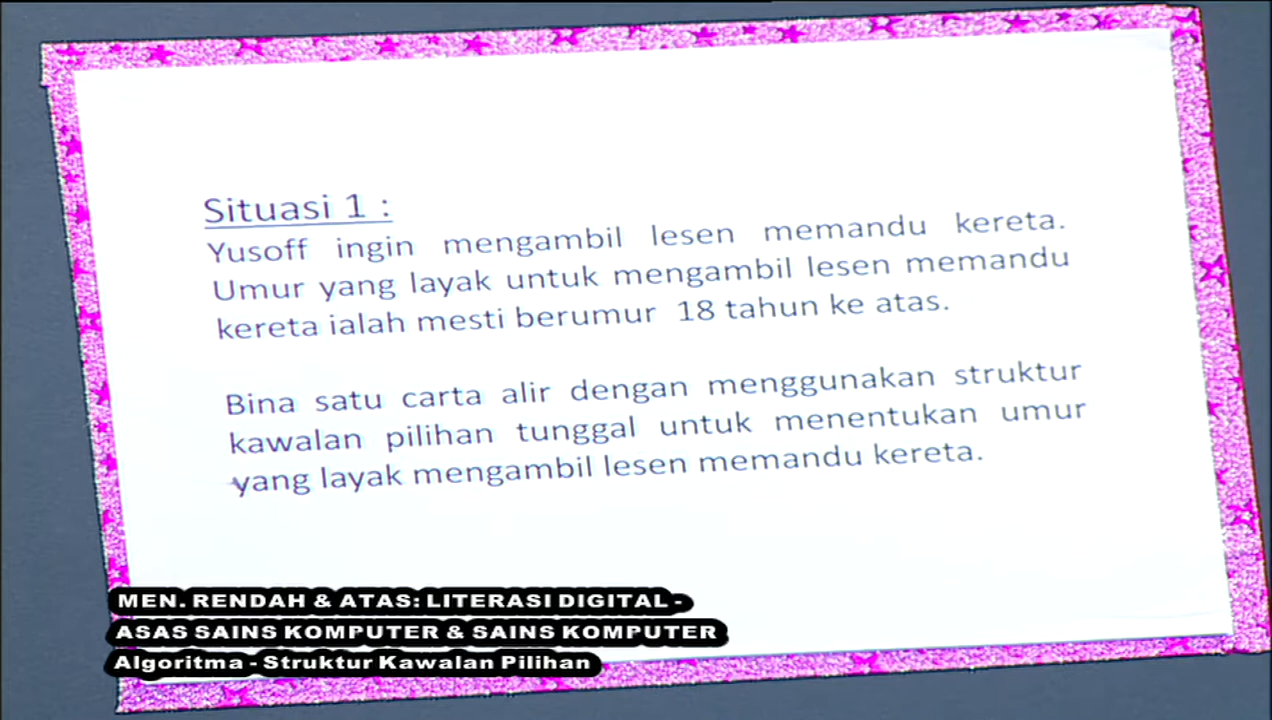 Situasi 1 :
Yusoff ingin mengambil lesen memandu kereta.
Umur yang layak untuk mengambil lesen memandu
kereta ialah mesti berumur 18 tahun ke atas.
Bina satu carta alir dengan menggunakan struktur
kawalan pilihan tunggal untuk menentukan umur
yang layak mengambil lesen memandu kereta.
MEN. RENDAH & ATAS: LITERASI DIGITAL -
ASAS SAINS KOMPUTER & SAINS KOMPUTER
Algoritma - Struktur Kawalan Pilihan